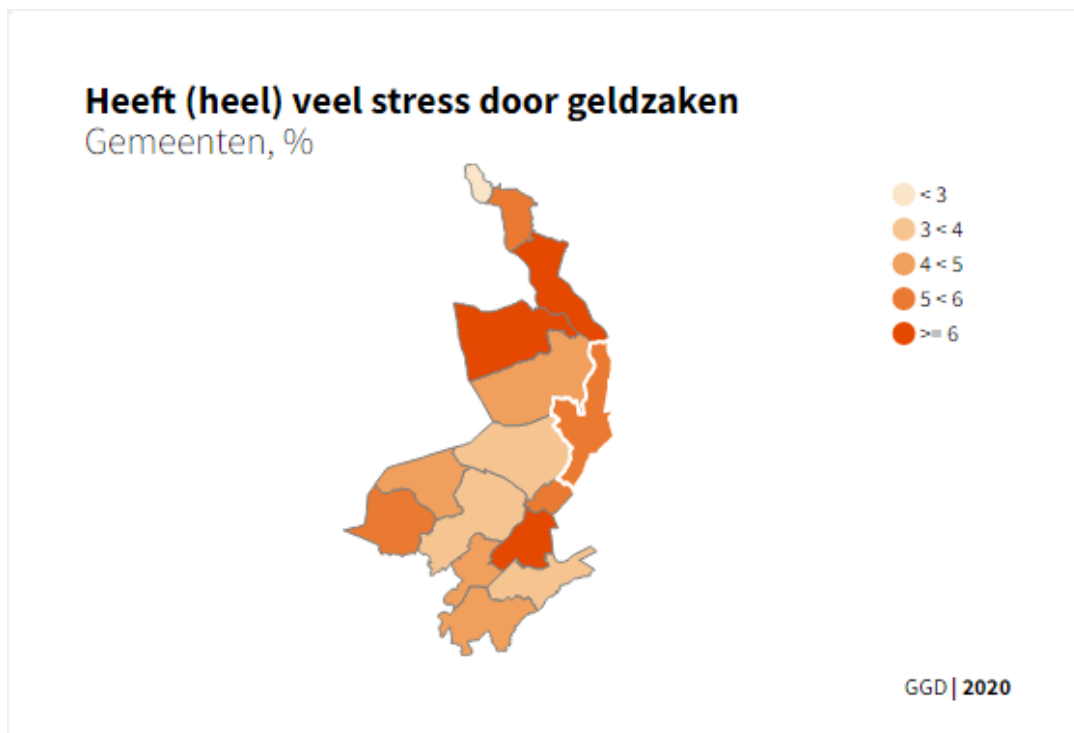 Heeft (heel) veel stress door geldzaken
Gemeenten, %
< 3
3 < 4
4 < 5
5 < 6
>= 6
GGD | 2020